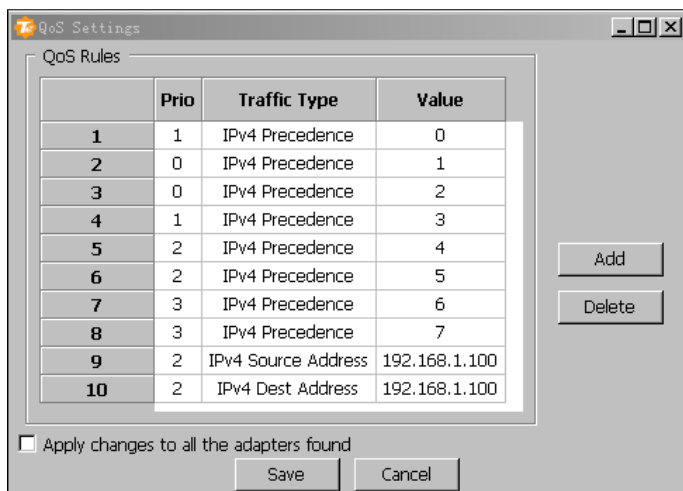 QoS Settings
QoS Rules
Prio Traffic Type Value
1 1 IPv4 Precedence 0
2 0 IPv4 Precedence 1
3 0 IPv4 Precedence 2
4 1 IPv4 Precedence 3
5 2 IPv4 Precedence 4
6 2 IPv4 Precedence 5
7 3 IPv4 Precedence 6
8 3 IPv4 Precedence 7
9 2 IPv4 Source Address 192.168.1.100
10 2 IPv4 Dest Address 192.168.1.100
Add
Delete
Apply changes to all the adapters found
Save Cancel